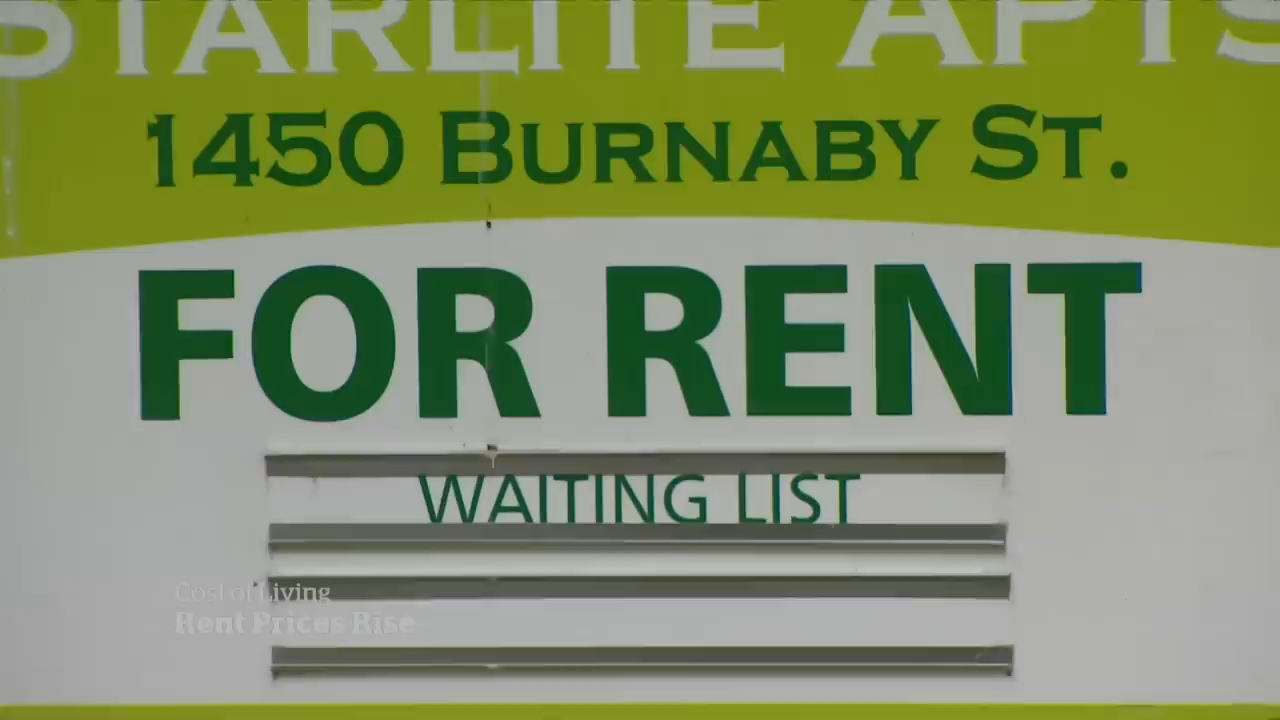 STARLITE APTS
1450 BURNABY ST.
FOR RENT
WAITING LIST
Cost of Living
Rent Prices Rise